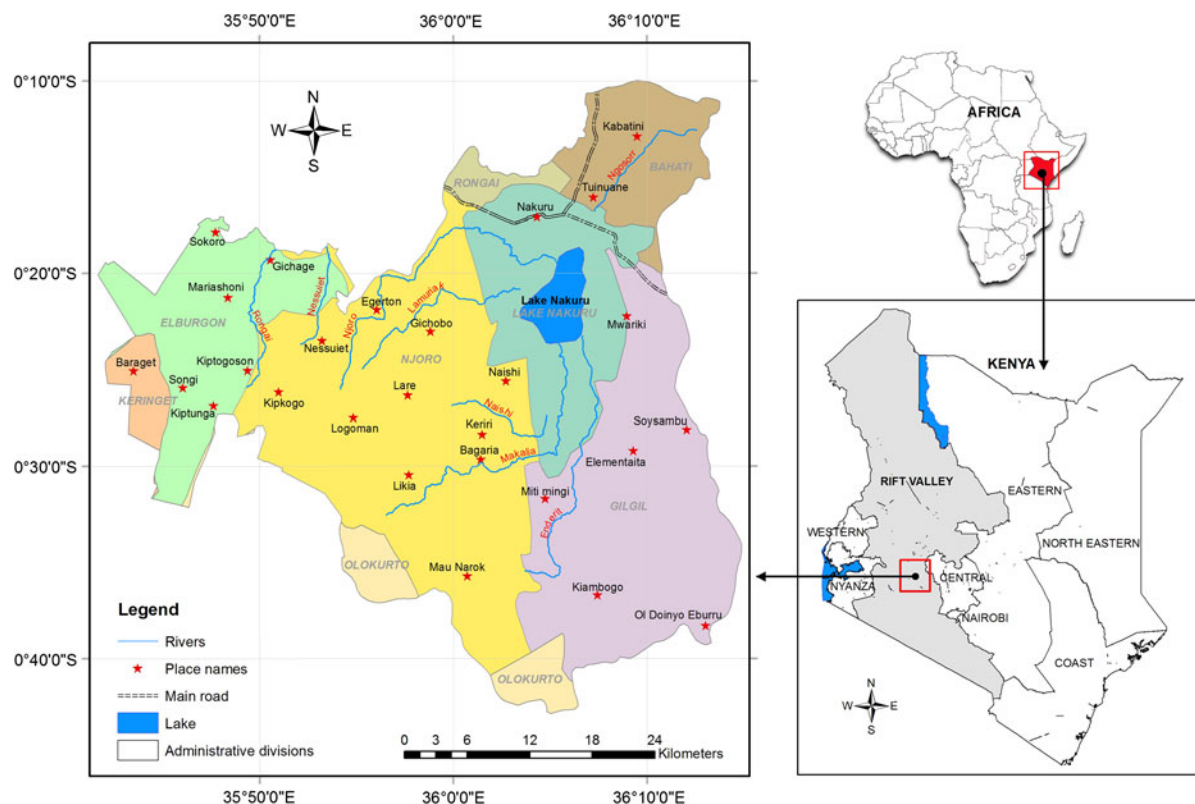 35°50'0"E
36°0'0"E
36°10'0"E
0°10'0"S
0°20'0"S
0°30'0"S
0°40'0"S
N
W
E
S
Kabatini
Ngosorr
BAHATI
Tuinuane
RONGAI
Nakuru
Sokoro
Gichage
Mariashoni
Nessuiet
ELBURGON
Rongai
Egerton
Lamuria
Njoro
Gichobo
Lake Nakuru
LAKE NAKURU
Mwariki
Nessuiet
NJORO
Baraget
Kiptogoson
Songi
KERINGET
Kiptunga
Kipkogo
Lare
Naishi
Naishi
Logoman
Keriri
Soysambu
Bagaria
Makalia
Elementaita
Likia
Miti mingi
GILGIL
Enderit
OLOKURTO
Mau Narok
Kiambogo
Ol Doinyo Eburru
OLOKURTO
Legend
Rivers
Place names
Main road
Lake
Administrative divisions
0 3 6 12 18 24
Kilometers
35°50'0"E
36°0'0"E
36°10'0"E
AFRICA
KENYA
RIFT VALLEY
EASTERN
WESTERN
NORTH EASTERN
NYANZA
CENTRAL
NAIROBI
COAST
N
W
E
S